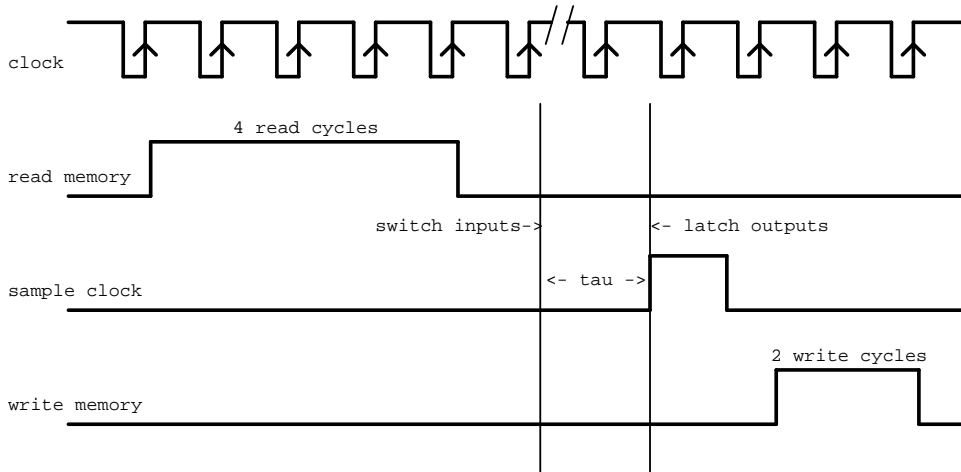 clock
4 read cycles
read memory
switch inputs->
<- latch outputs
<- tau ->
sample clock
2 write cycles
write memory